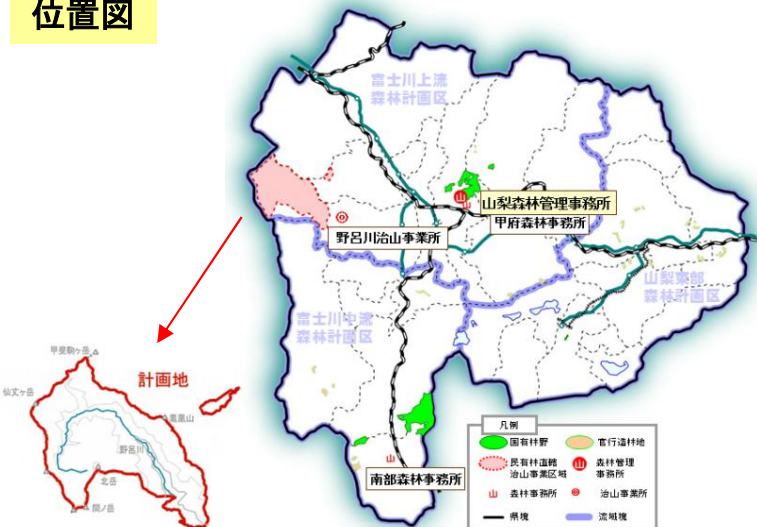 位置図
富士川上流
森林計画区
山梨森林管理事務所
甲府森林事務所
野呂川治山事業所
山梨東部
森林計画区
富士川中流
森林計画区
南部森林事務所
計画地
甲斐駒ヶ岳
仙丈ヶ岳
鳳凰山
野呂川
北岳
間ノ岳
凡例
国有林野
官行造林地
民有林直轄
治山事業区域
山
森林管理
事務所
山
森林事務所
治山事業所
県境
流域境